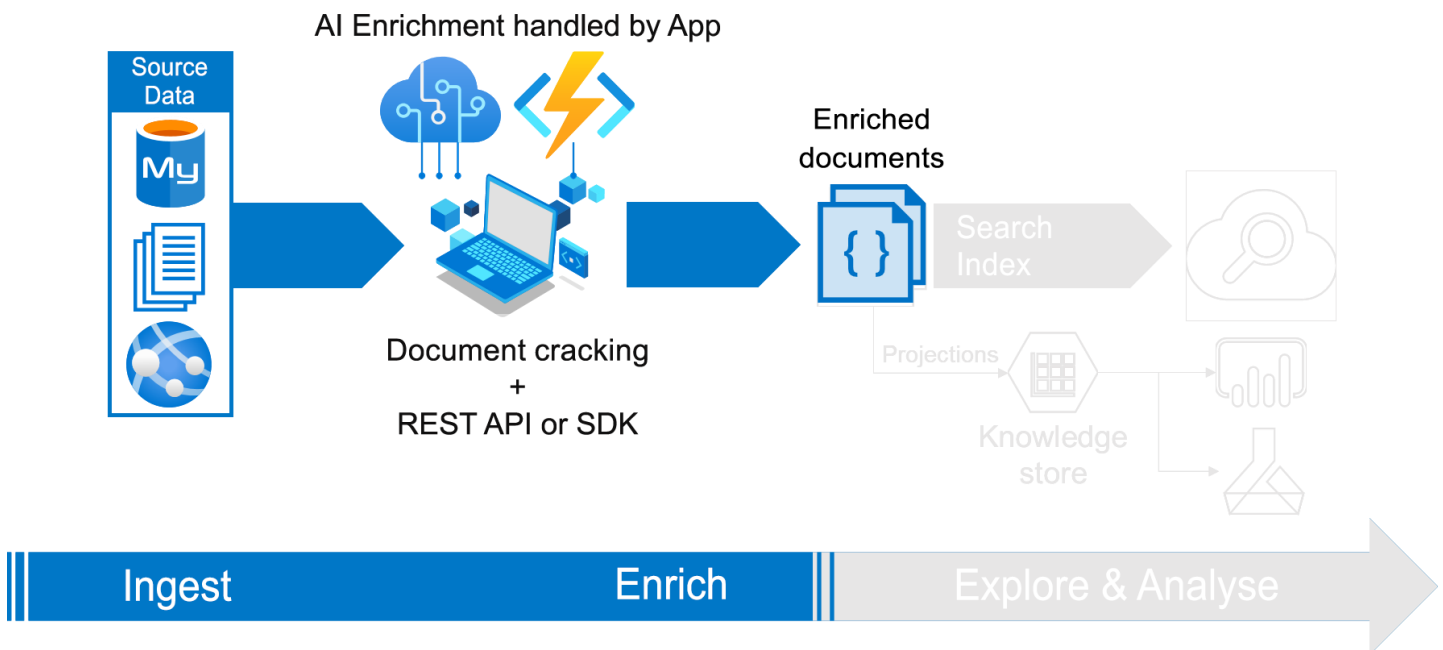 AI Enrichment handled by App
Source
Data
My
Enriched
documents
{ }
Search
Index
Document cracking
+
REST API or SDK
Projections
Knowledge
store
Ingest
Enrich
Explore & Analyse